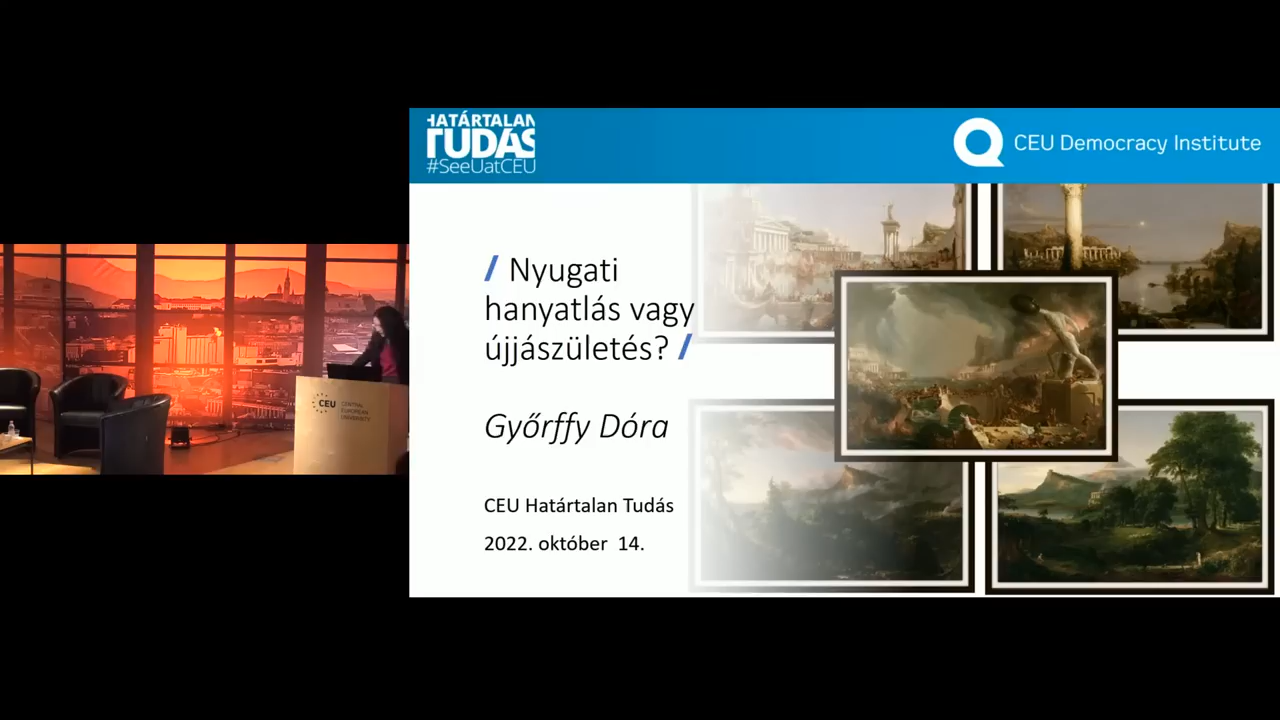 HATÁRTALAN
TUDÁS
#SeeUatCEU
CEU Democracy Institute
/ Nyugati
hanyatlás vagy
újjászületés? /
Győrffy Dóra
CEU Határtalan Tudás
2022. október 14.
CEU
CENTRAL
EUROPEAN
UNIVERSITY